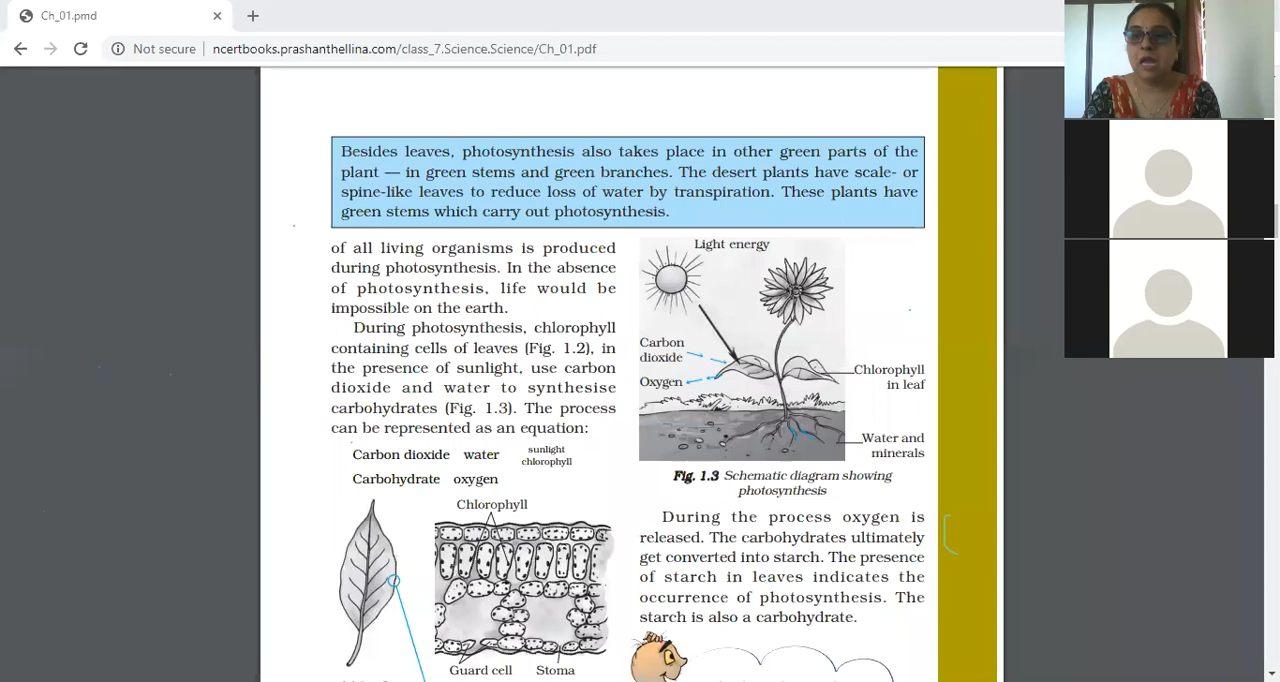 Ch_01.pmd
Not secure
ncertbooks.prashanthellina.com/class_7.Science.Science/Ch_01.pdf
Besides leaves, photosynthesis also takes place in other green parts of the
plant — in green stems and green branches. The desert plants have scale- or
spine-like leaves to reduce loss of water by transpiration. These plants have
green stems which carry out photosynthesis.
of all living organisms is produced
during photosynthesis. In the absence
of photosynthesis, life would be
impossible on the earth.
During photosynthesis, chlorophyll
containing cells of leaves (Fig. 1.2), in
the presence of sunlight, use carbon
dioxide and water to synthesise
carbohydrates (Fig. 1.3). The process
can be represented as an equation:
Carbon dioxide water sunlight
chlorophyll
Carbohydrate oxygen
Chlorophyll
Guard cell Stoma
Light energy
Carbon
dioxide
Oxygen
Chlorophyll
in leaf
Water and
minerals
Fig. 1.3 Schematic diagram showing
photosynthesis
During the process oxygen is
released. The carbohydrates ultimately
get converted into starch. The presence
of starch in leaves indicates the
occurrence of photosynthesis. The
starch is also a carbohydrate.